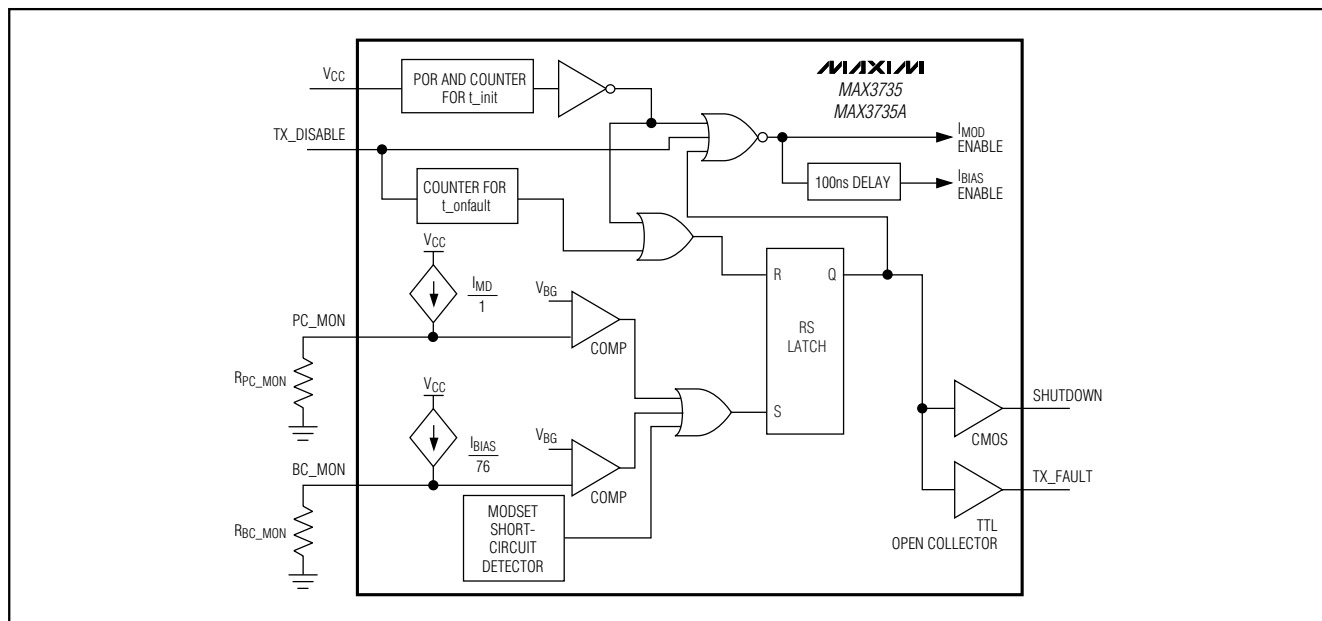 MAXIM
MAX3735
MAX3735A
VCC
POR AND COUNTER
FOR t_init
TX_DISABLE
IMOD
ENABLE
100ns DELAY
IBIAS
ENABLE
COUNTER FOR
t_onfault
VCC
IMD
1
VBG
COMP
PC_MON
RPC_MON
R
Q
RS
LATCH
S
VCC
IBIAS
76
VBG
COMP
BC_MON
RBC_MON
MODSET
SHORT-
CIRCUIT
DETECTOR
SHUTDOWN
CMOS
TX_FAULT
TTL
OPEN COLLECTOR